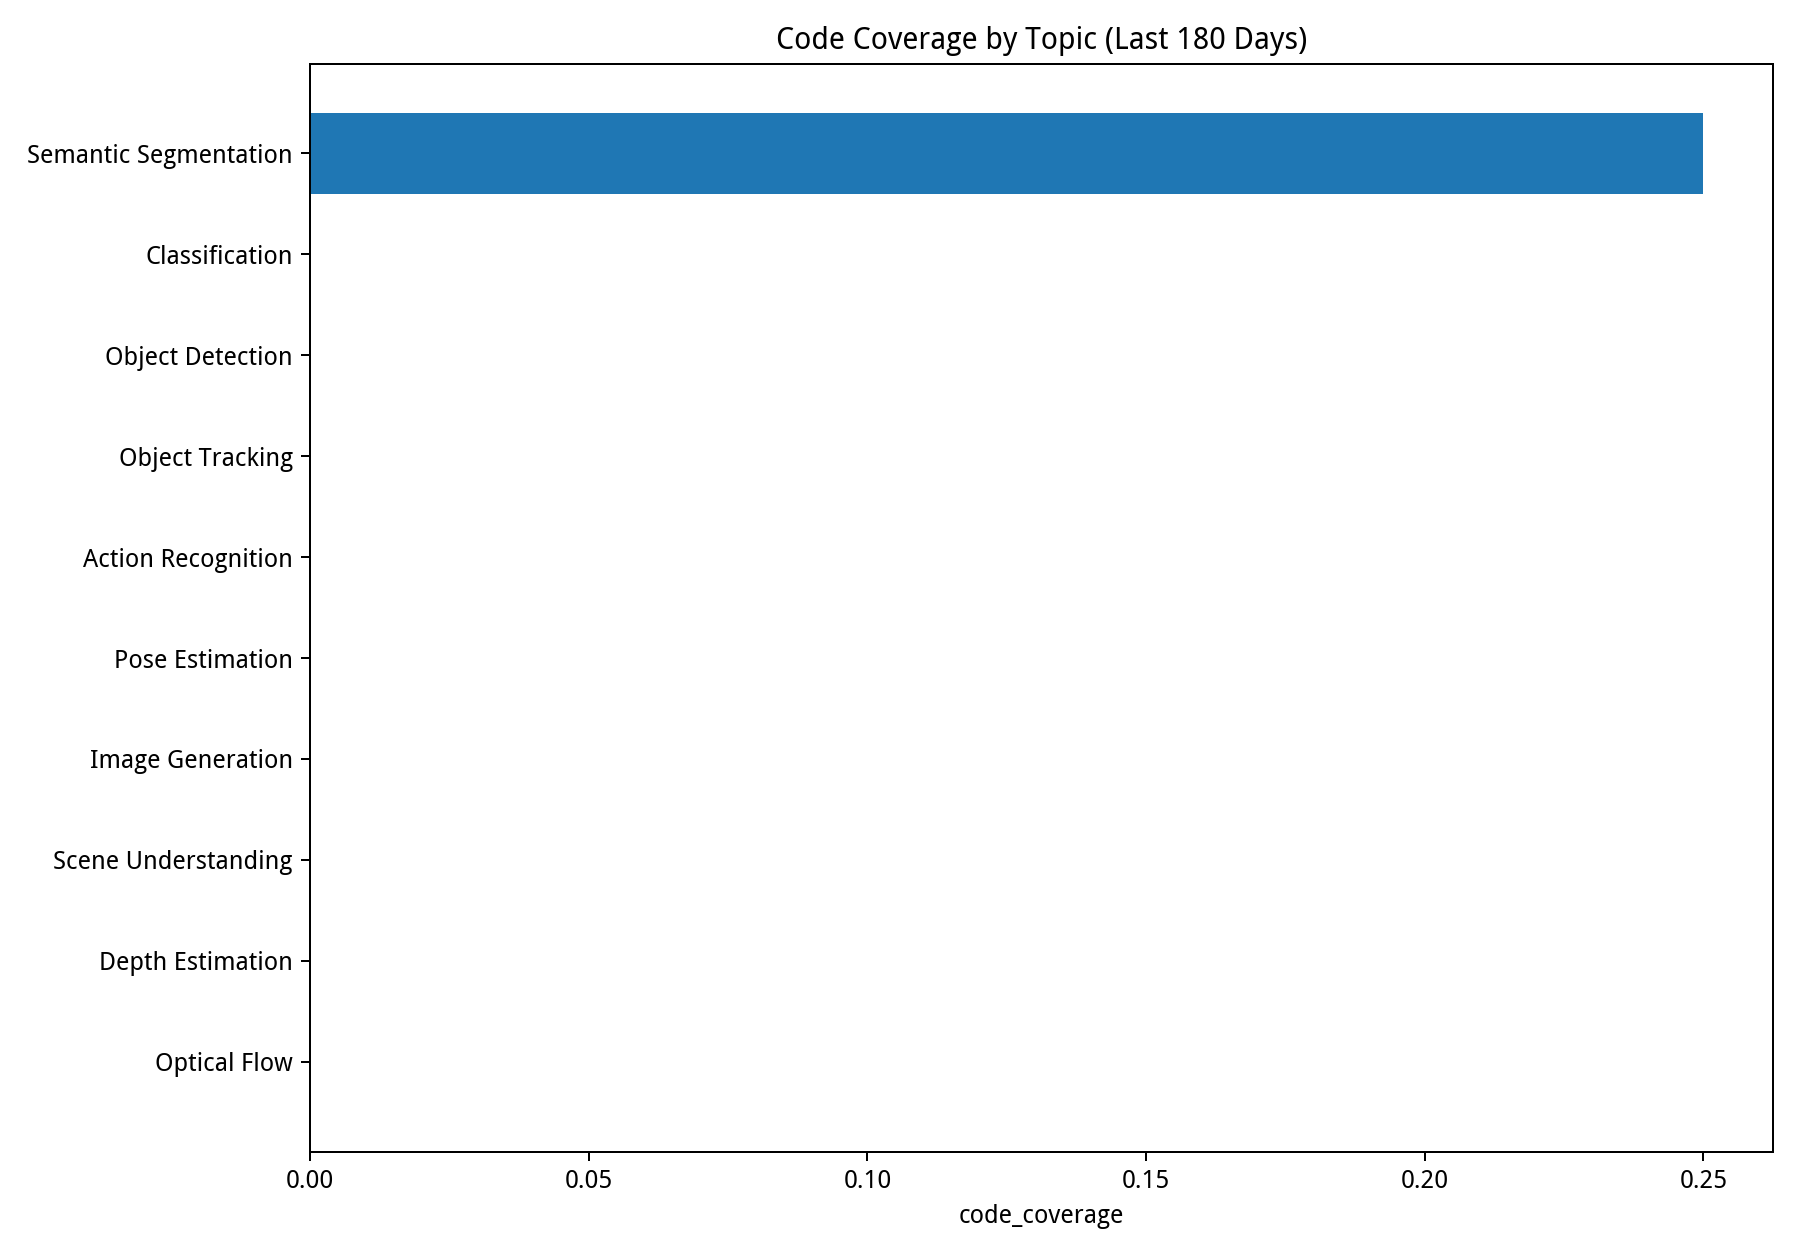 Code Coverage by Topic (Last 180 Days)
Semantic Segmentation
Classification
Object Detection
Object Tracking
Action Recognition
Pose Estimation
Image Generation
Scene Understanding
Depth Estimation
Optical Flow
0.00 0.05 0.10 0.15 0.20 0.25
code_coverage